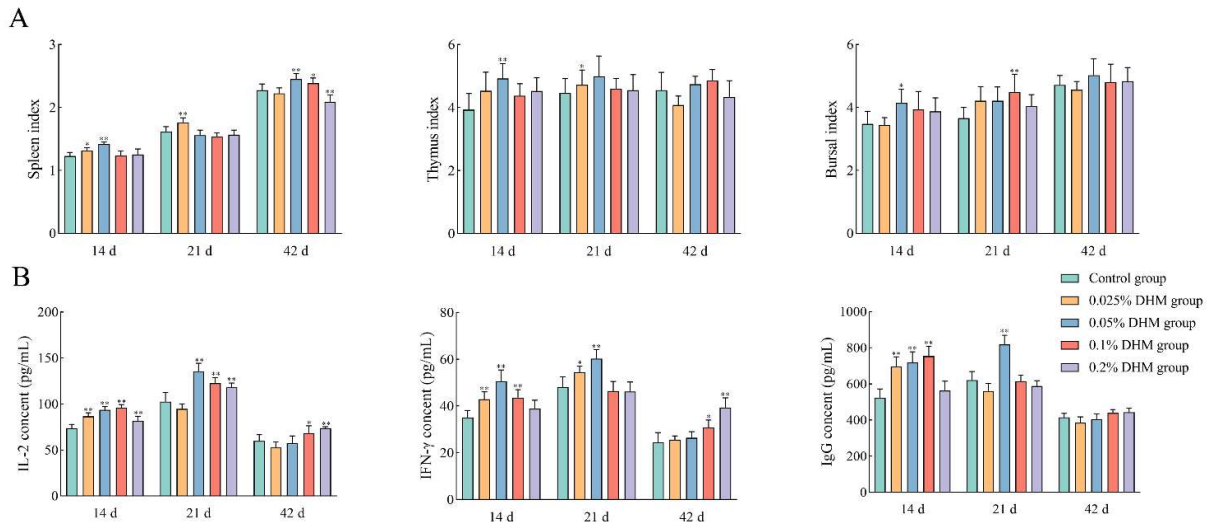 A
3
2
1
0
Spleen index
* ** ** ** * **
14 d 21 d 42 d
6
4
2
0
Thymus index
** *
14 d 21 d 42 d
6
4
2
0
Bursal index
* **
14 d 21 d 42 d
B
Control group
0.025% DHM group
0.05% DHM group
0.1% DHM group
0.2% DHM group
200
150
100
50
0
IL-2 concent (pg/mL)
** ** ** ** ** ** ** * **
14 d 21 d 42 d
80
60
40
20
0
IFN-γ concent (pg/mL)
** ** ** * ** * **
14 d 21 d 42 d
1000
800
600
400
200
0
IgG concent (pg/mL)
** ** ** **
14 d 21 d 42 d